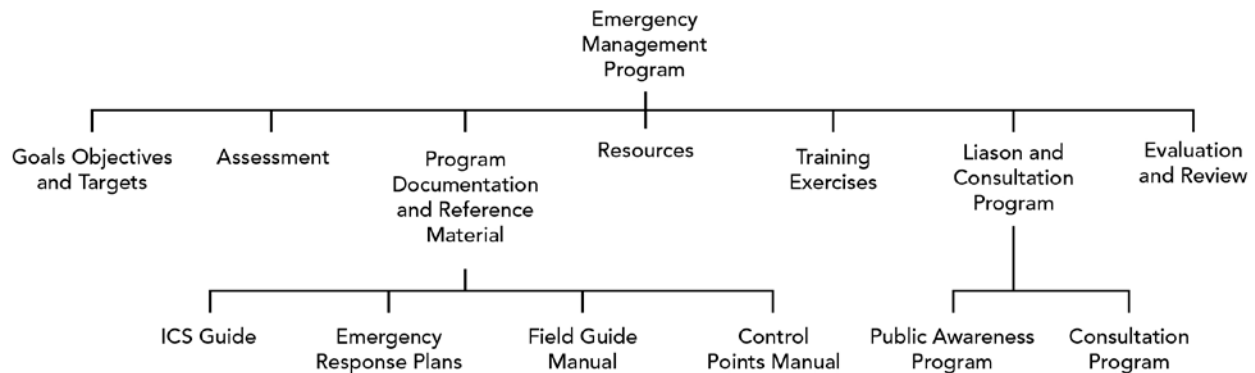 Emergency
Management
Program
Goals Objectives
and Targets
Assessment
Program
Documentation
and Reference
Material
Resources
Training
Exercises
Liason and
Consultation
Program
Evaluation
and Review
ICS Guide
Emergency
Response Plans
Field Guide
Manual
Control
Points Manual
Public Awareness
Program
Consultation
Program